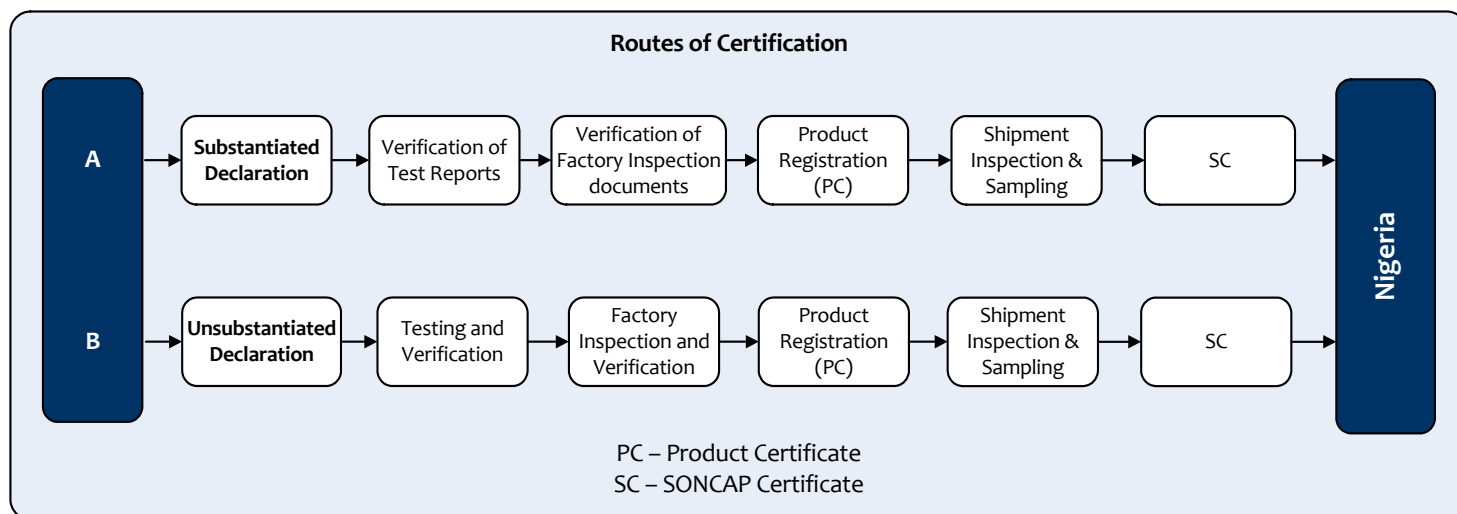 Routes of Certification
A
Substantiated
Declaration
Verification of
Test Reports
Verification of
Factory Inspection
documents
Product
Registration
(PC)
Shipment
Inspection &
Sampling
SC
B
Unsubstantiated
Declaration
Testing and
Verification
Factory
Inspection and
Verification
Product
Registration
(PC)
Shipment
Inspection &
Sampling
SC
Nigeria
PC – Product Certificate
SC – SONCAP Certificate